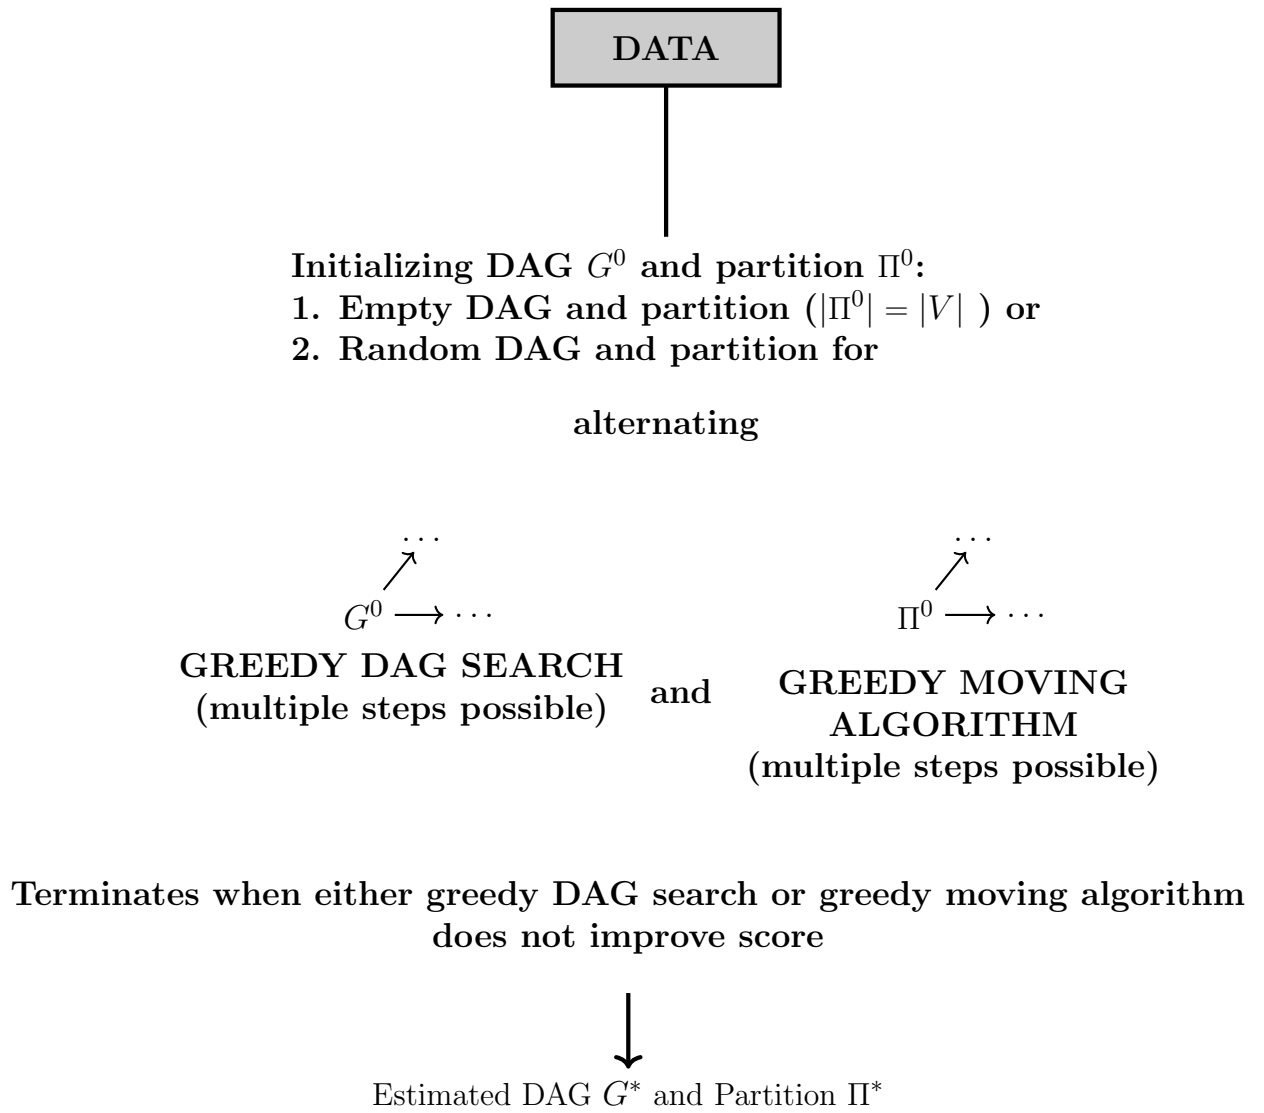 DATA
Initializing DAG G⁰ and partition Π⁰:
1. Empty DAG and partition (|Π⁰| = |V| ) or
2. Random DAG and partition for
alternating
...
G⁰ → ...
GREEDY DAG SEARCH
(multiple steps possible)
and
...
Π⁰ → ...
GREEDY MOVING
ALGORITHM
(multiple steps possible)
Terminates when either greedy DAG search or greedy moving algorithm
does not improve score
Estimated DAG G* and Partition Π*